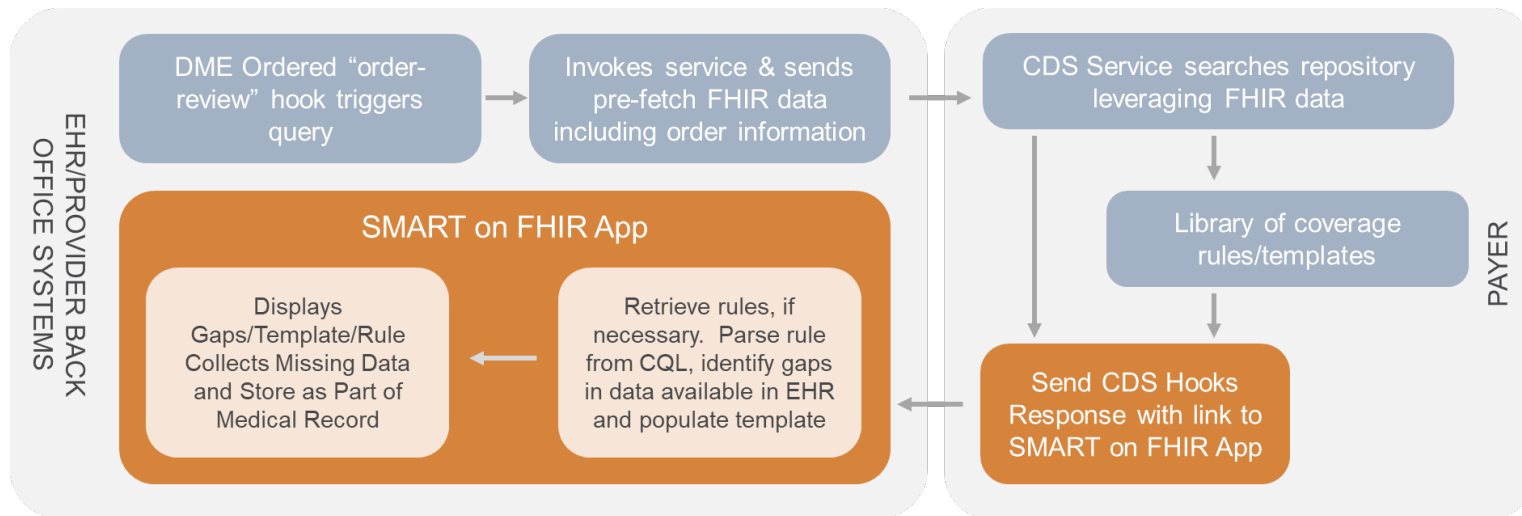 EHR/PROVIDER BACK
OFFICE SYSTEMS
DME Ordered “order-
review” hook triggers
query
Invokes service & sends
pre-fetch FHIR data
including order information
CDS Service searches repository
leveraging FHIR data
Library of coverage
rules/templates
PAYER
SMART on FHIR App
Displays
Gaps/Template/Rule
Collects Missing Data
and Store as Part of
Medical Record
Retrieve rules, if
necessary.  Parse rule
from CQL, identify gaps
in data available in EHR
and populate template
Send CDS Hooks
Response with link to
SMART on FHIR App